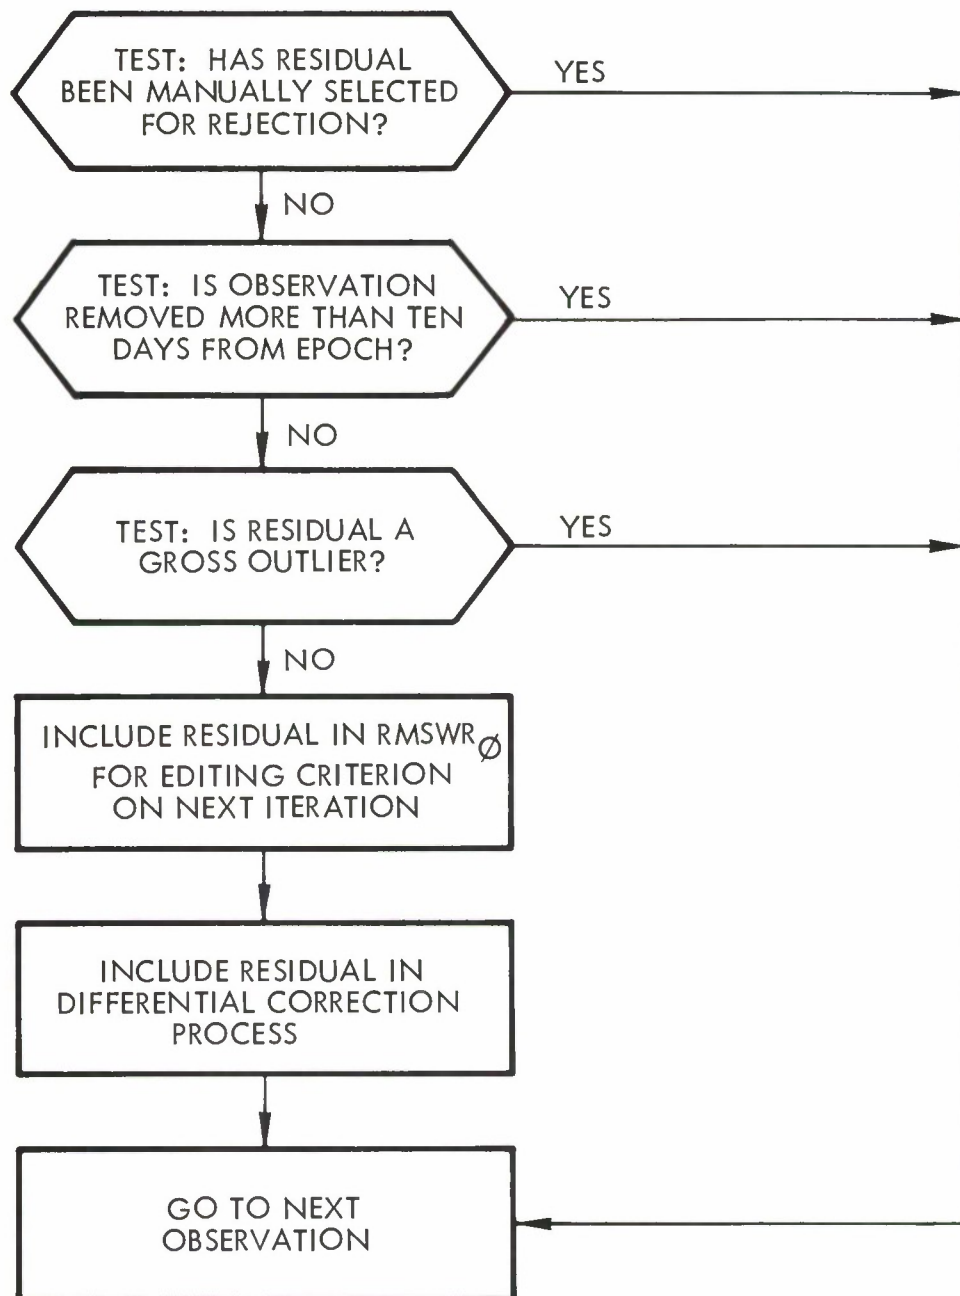 TEST: HAS RESIDUAL
BEEN MANUALLY SELECTED
FOR REJECTION?
YES
NO
TEST: IS OBSERVATION
REMOVED MORE THAN TEN
DAYS FROM EPOCH?
YES
NO
TEST: IS RESIDUAL A
GROSS OUTLIER?
YES
NO
INCLUDE RESIDUAL IN RMSWR∅
FOR EDITING CRITERION
ON NEXT ITERATION
INCLUDE RESIDUAL IN
DIFFERENTIAL CORRECTION
PROCESS
GO TO NEXT
OBSERVATION